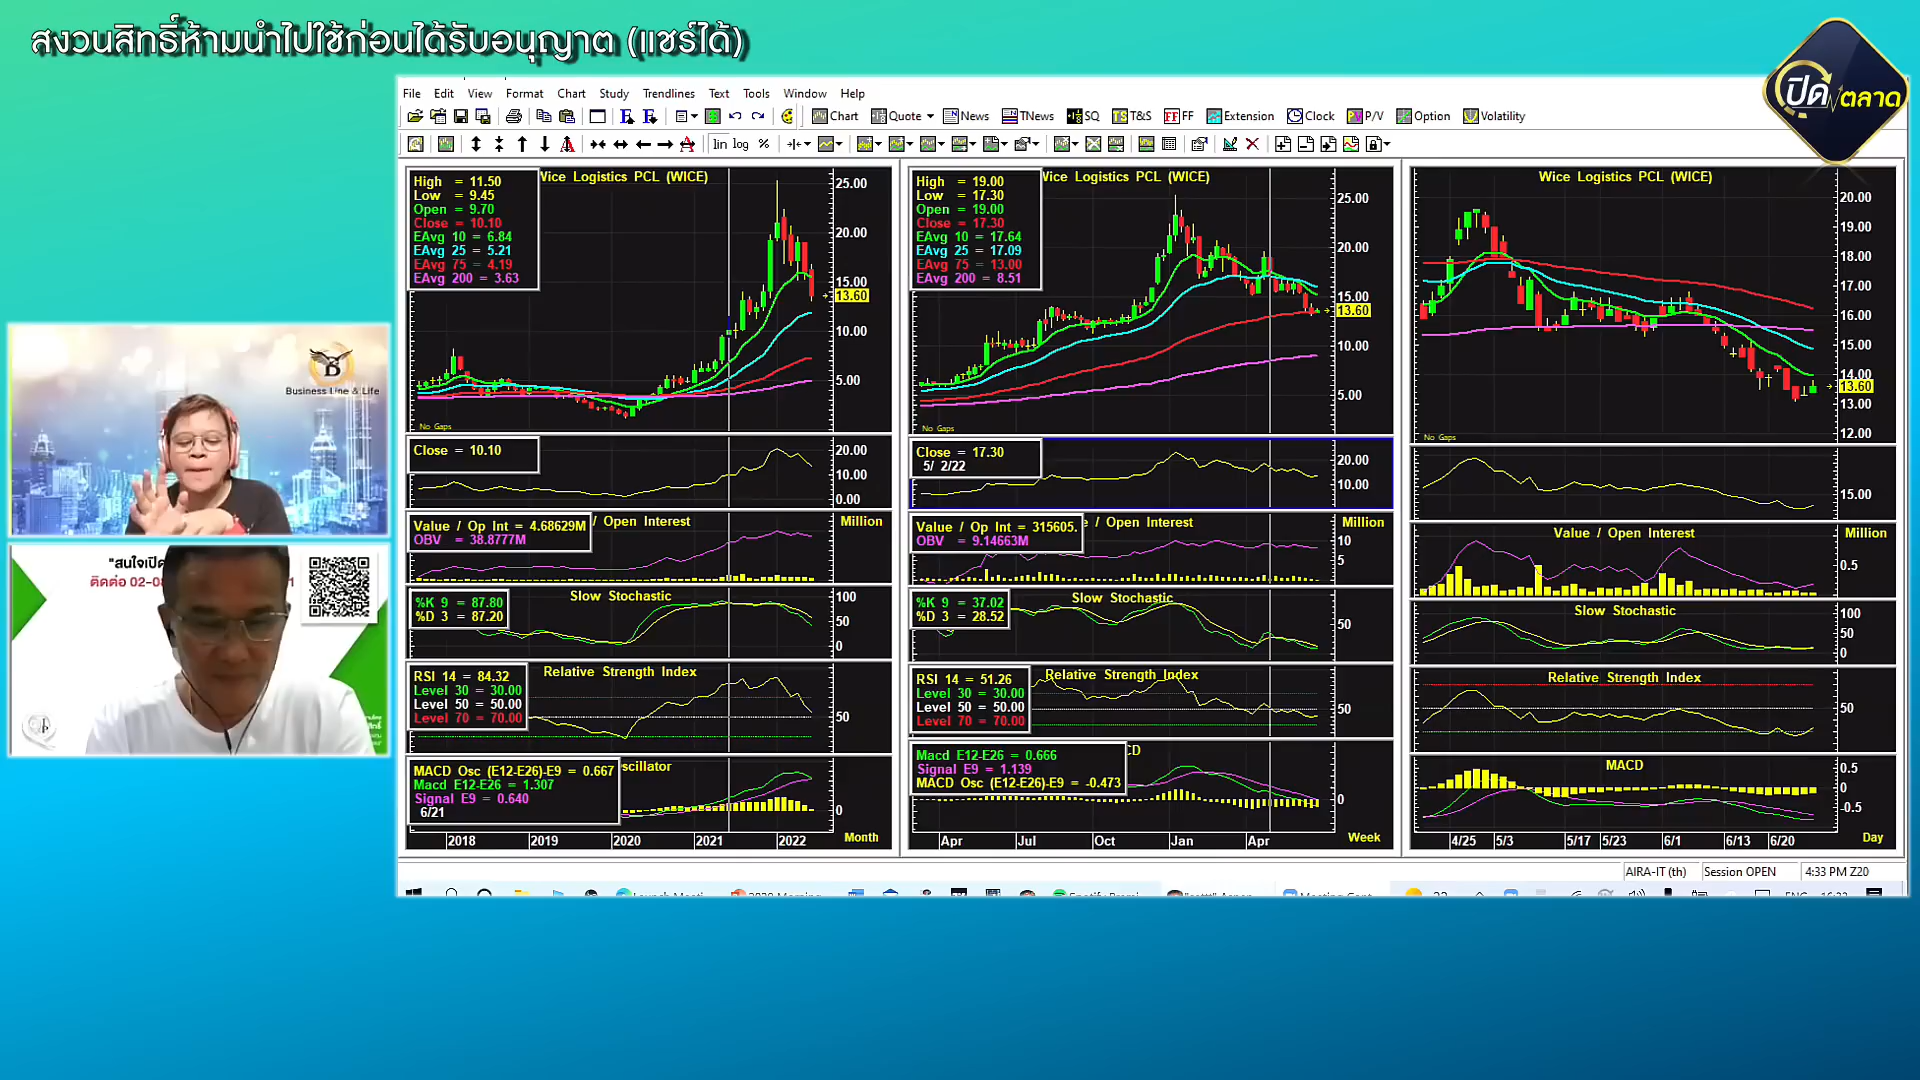 สงวนสิทธิ์ห้ามนำไปใช้ก่อนได้รับอนุญาต (แชร์ได้)
ปิดตลาด
File Edit View Format Chart Study Trendlines Text Tools Window Help
Chart Quote News TNews SQ T&S FF Extension Clock P/V Option Volatility
lin log %
Wice Logistics PCL (WICE)
High = 11.50
Low = 9.45
Open = 9.70
Close = 10.10
EAvg 10 = 6.84
EAvg 25 = 5.21
EAvg 75 = 4.19
EAvg 200 = 3.63
25.00
20.00
15.00
13.60
10.00
5.00
No Gaps
Close = 10.10
20.00
10.00
0.00
Value / Op Int = 4.68629M / Open Interest Million
OBV = 38.8777M
Slow Stochastic
%K 9 = 87.80
%D 3 = 87.20
100
50
0
Relative Strength Index
RSI 14 = 84.32
Level 30 = 30.00
Level 50 = 50.00
Level 70 = 70.00
50
MACD Osc (E12-E26)-E9 = 0.667 scillator
Macd E12-E26 = 1.307
Signal E9 = 0.640
6/21
0
Month
2018 2019 2020 2021 2022
Wice Logistics PCL (WICE)
High = 19.00
Low = 17.30
Open = 19.00
Close = 17.30
EAvg 10 = 17.64
EAvg 25 = 17.09
EAvg 75 = 13.00
EAvg 200 = 8.51
25.00
20.00
15.00
13.60
10.00
5.00
No Gaps
Close = 17.30
5/ 2/22
20.00
10.00
Value / Op Int = 315605. / Open Interest Million
OBV = 9.14663M
10
5
Slow Stochastic
%K 9 = 37.02
%D 3 = 28.52
50
Relative Strength Index
RSI 14 = 51.26
Level 30 = 30.00
Level 50 = 50.00
Level 70 = 70.00
50
Macd E12-E26 = 0.666 CD
Signal E9 = 1.139
MACD Osc (E12-E26)-E9 = -0.473
0
Week
Apr Jul Oct Jan Apr
Wice Logistics PCL (WICE)
20.00
19.00
18.00
17.00
16.00
15.00
14.00
13.60
13.00
12.00
No Gaps
15.00
Value / Open Interest Million
0.5
Slow Stochastic
100
50
0
Relative Strength Index
50
MACD
0.5
0
-0.5
Day
4/25 5/3 5/17 5/23 6/1 6/13 6/20
AIRA-IT (th) Session OPEN 4:33 PM Z20
B
Business Line & Life
"สนใจเปิด
ติดต่อ 02-0